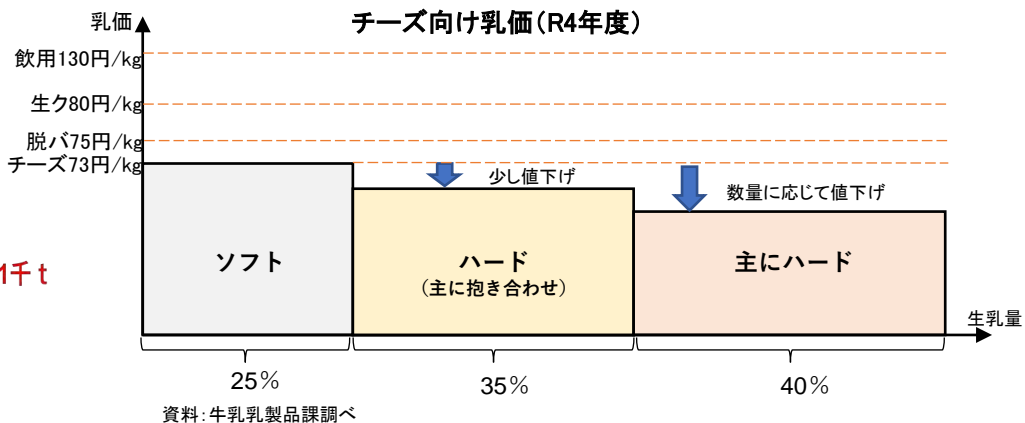 チーズ向け乳価(R4年度)
乳価
飲用130円/kg
生ク80円/kg
脱バ75円/kg
チーズ73円/kg
少し値下げ
数量に応じて値下げ
ソフト
ハード
(主に抱き合わせ)
主にハード
千t
生乳量
25%
35%
40%
資料:牛乳乳製品課調べ